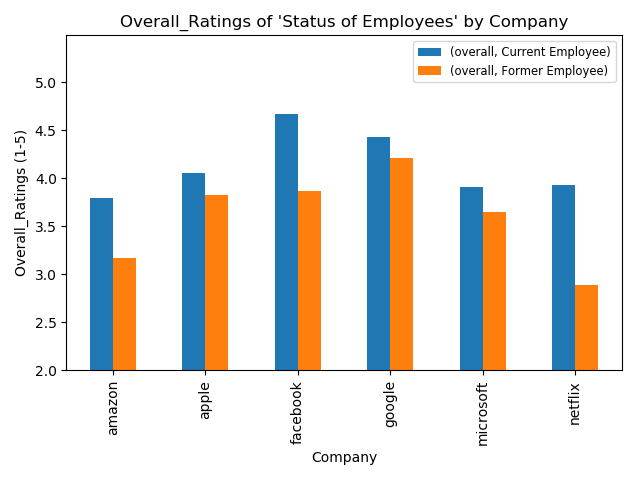 Overall_Ratings of 'Status of Employees' by Company
(overall, Current Employee)
(overall, Former Employee)
Overall_Ratings (1-5)
5.0
4.5
4.0
3.5
3.0
2.5
2.0
amazon
apple
facebook
google
microsoft
netflix
Company